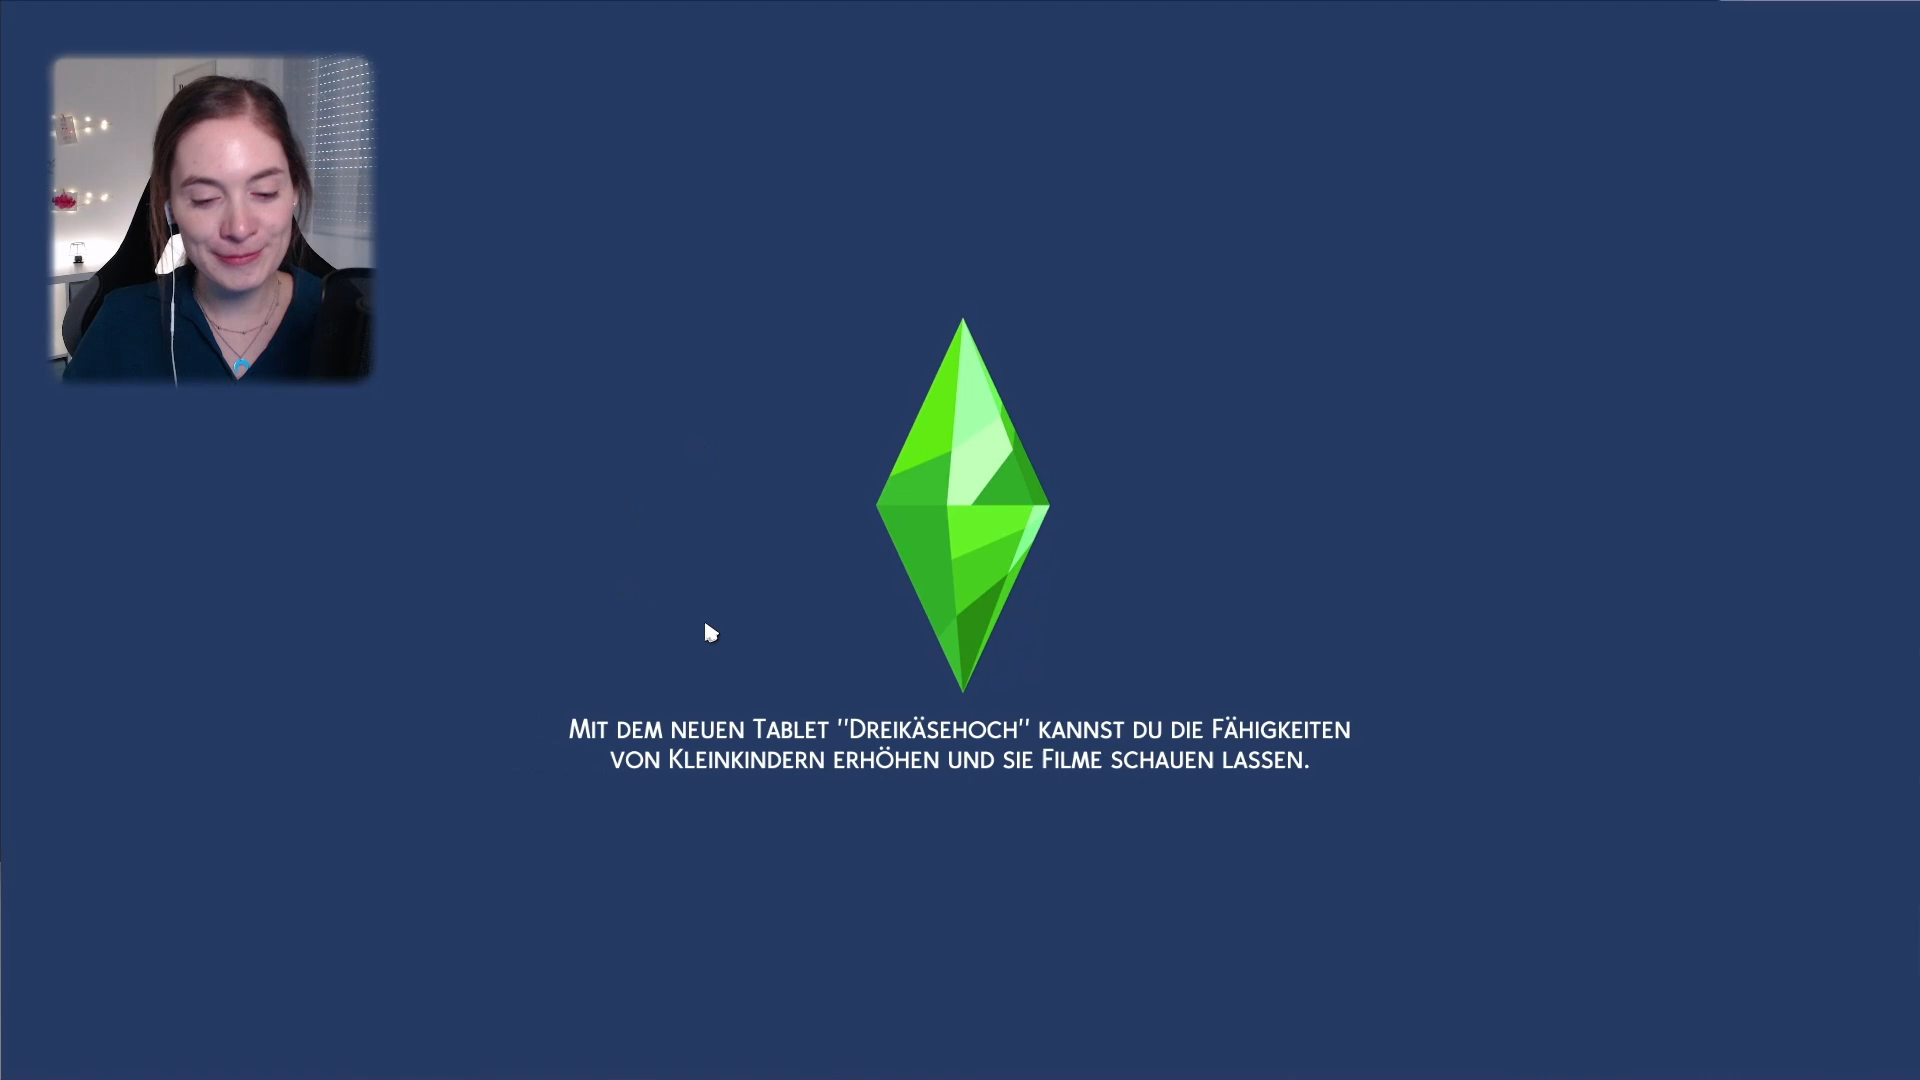 Mit dem neuen Tablet "Dreikäsehoch" kannst du die Fähigkeiten
von Kleinkindern erhöhen und sie Filme schauen lassen.